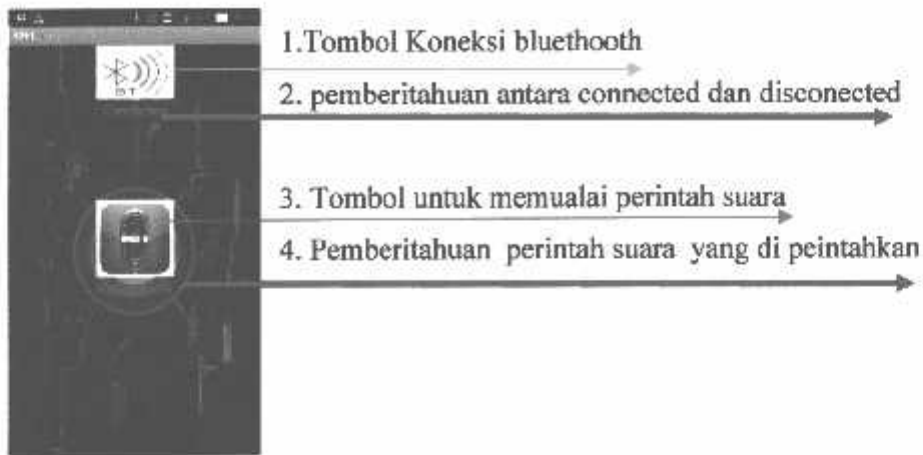 BT
1.Tombol Koneksi bluethooth
2. pemberitahuan antara connected dan disconected
3. Tombol untuk memualai perintah suara
4. Pemberitahuan perintah suara yang di peintahkan